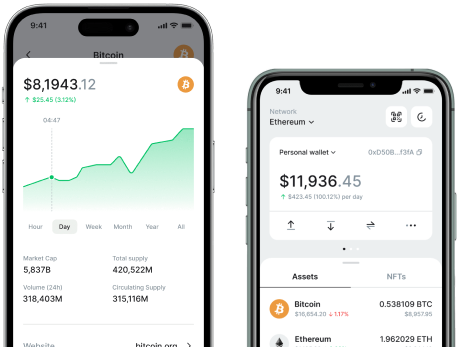 9:41
Bitcoin
$8,1943.12
↑ $25.45 (3.12%)
04:47
Hour Day Week Month Year All
Market Cap Total supply
5,837B 420,522M
Volume (24h) Circulating Supply
318,403M 315,116M
Website bitcoin.org
9:41
Network
Ethereum
Personal wallet 0xD50B...f3fA
$11,936.45
↑ $423.45 (100.12%) per day
Assets NFTs
Bitcoin 0.538109 BTC
$16,654.20 ↓ 1.17% $8,957.95
Ethereum 1.962029 ETH